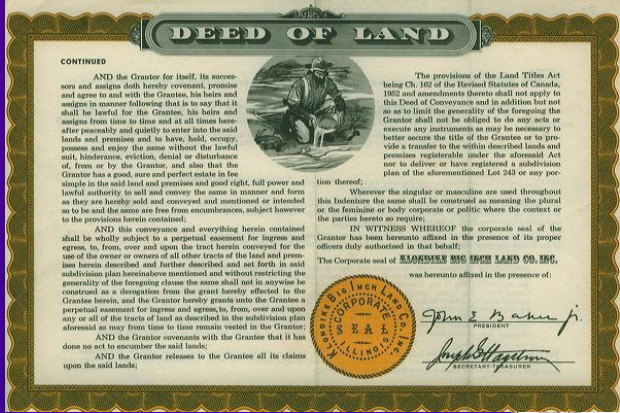 DEED OF LAND
CONTINUED
AND the Grantor for itself, its succes-
sors and assigns doth hereby covenant, promise
and agree to and with the Grantee, his heirs and
assigns in manner following that is to say that it
shall be lawful for the Grantee, his heirs and
assigns from time to time and at all times here-
after peaceably and quietly to enter into the said
lands and premises and to have, hold, occupy,
possess and enjoy the same without the lawful
suit, hinderance, eviction, denial or disturbance
of, from or by the Grantor, and also that the
Grantor has a good, sure and perfect estate in fee
simple in the said land and premises and good right, full power and
lawful authority to sell and convey the same in manner and form
as they are hereby sold and conveyed and mentioned or intended
so to be and the same are free from encumbrances, subject however
to the provisions herein contained;
AND this conveyance and everything herein contained
shall be wholly subject to a perpetual easement for ingress and
egress, to, from, over and upon the tract herein conveyed for the
use of the owner or owners of all other tracts of the land and prem-
ises herein described and further described and set forth in said
subdivision plan hereinabove mentioned and without restricting the
generality of the foregoing clause the same shall not in anywise be
construed as a derogation from the grant hereby effected to the
Grantee herein, and the Grantor hereby grants unto the Grantee a
perpetual easement for ingress and egress, to, from, over and upon
any or all of the tracts of land as described in the subdivision plan
aforesaid as may from time to time remain vested in the Grantor;
AND the Grantor covenants with the Grantee that it has
done no act to encumber the said lands;
AND the Grantor releases to the Grantee all its claims
upon the said lands;
The provisions of the Land Titles Act
being Ch. 162 of the Revised Statutes of Canada,
1952 and amendments thereto shall not apply to
this Deed of Conveyance and in addition but not
so as to limit the generality of the foregoing the
Grantor shall not be obliged to do any acts or
execute any instruments as may be necessary to
better secure the title of the Grantee or to pro-
vide a transfer to the within described lands and
premises registerable under the aforesaid Act
nor to deliver or have registered a subdivision
plan of the aforementioned Lot 243 or any por-
tion thereof;
Wherever the singular or masculine are used throughout
this Indenture the same shall be construed as meaning the plural
or the feminine or body corporate or politic where the context or
the parties hereto so require;
IN WITNESS WHEREOF the corporate seal of the
Grantor has been hereunto affixed in the presence of its proper
officers duly authorized in that behalf;
The Corporate seal of KLONDIKE BIG INCH LAND CO. INC.
was hereunto affixed in the presence of:
KLONDIKE BIG INCH LAND CO. INC.
CORPORATE
SEAL
ILLINOIS
John E Baker jr.
PRESIDENT
SECRETARY-TREASURER